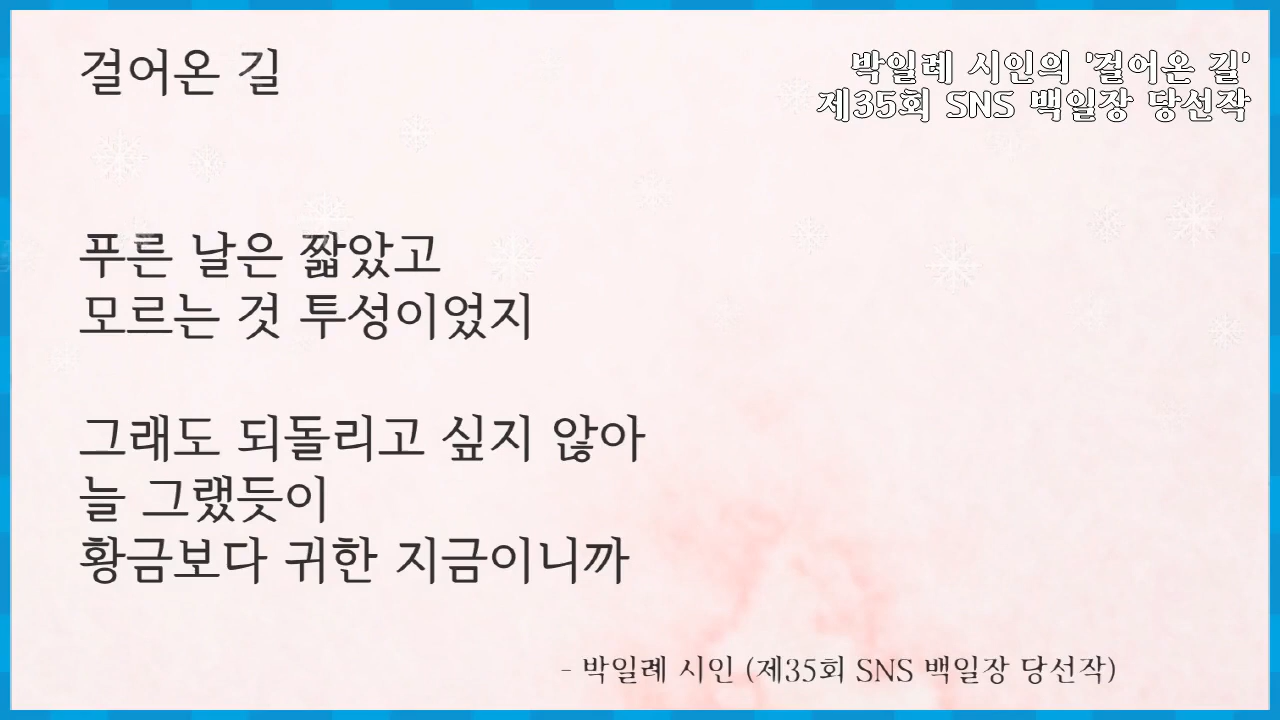 걸어온 길
박일례 시인의 '걸어온 길'
제35회 SNS 백일장 당선작
푸른 날은 짧았고
모르는 것 투성이었지
그래도 되돌리고 싶지 않아
늘 그랬듯이
황금보다 귀한 지금이니까
- 박일례 시인 (제35회 SNS 백일장 당선작)